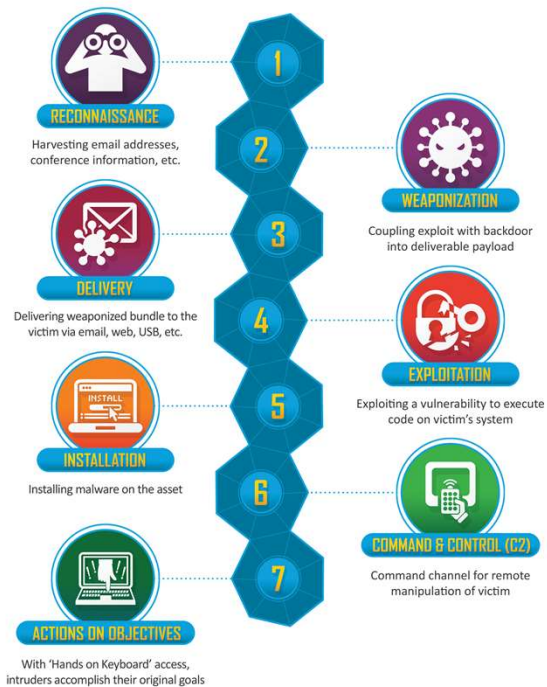 1
RECONNAISSANCE
Harvesting email addresses,
conference information, etc.
2
WEAPONIZATION
Coupling exploit with backdoor
into deliverable payload
3
DELIVERY
Delivering weaponized bundle to the
victim via email, web, USB, etc.
4
EXPLOITATION
Exploiting a vulnerability to execute
code on victim's system
5
INSTALL
INSTALLATION
Installing malware on the asset
6
COMMAND & CONTROL (C2)
Command channel for remote
manipulation of victim
7
ACTIONS ON OBJECTIVES
With 'Hands on Keyboard' access,
intruders accomplish their original goals